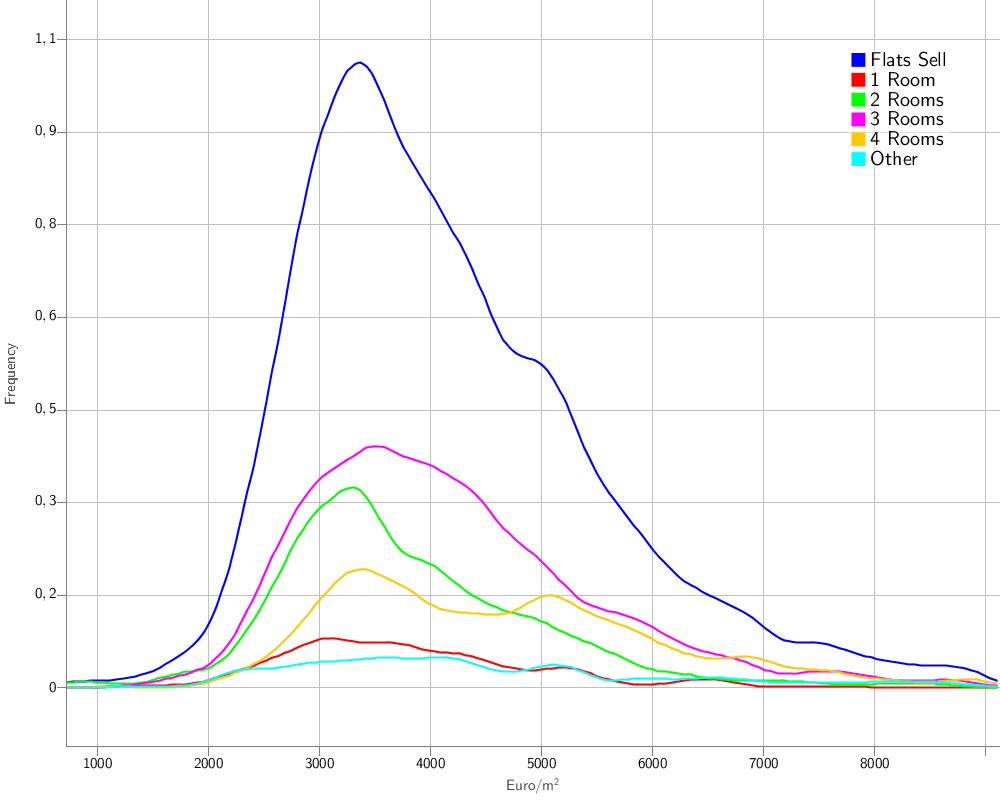 1,1
0,9
0,8
0,6
0,5
0,3
0,2
0
Frequency
1000 2000 3000 4000 5000 6000 7000 8000
Euro/m²
Flats Sell
1 Room
2 Rooms
3 Rooms
4 Rooms
Other